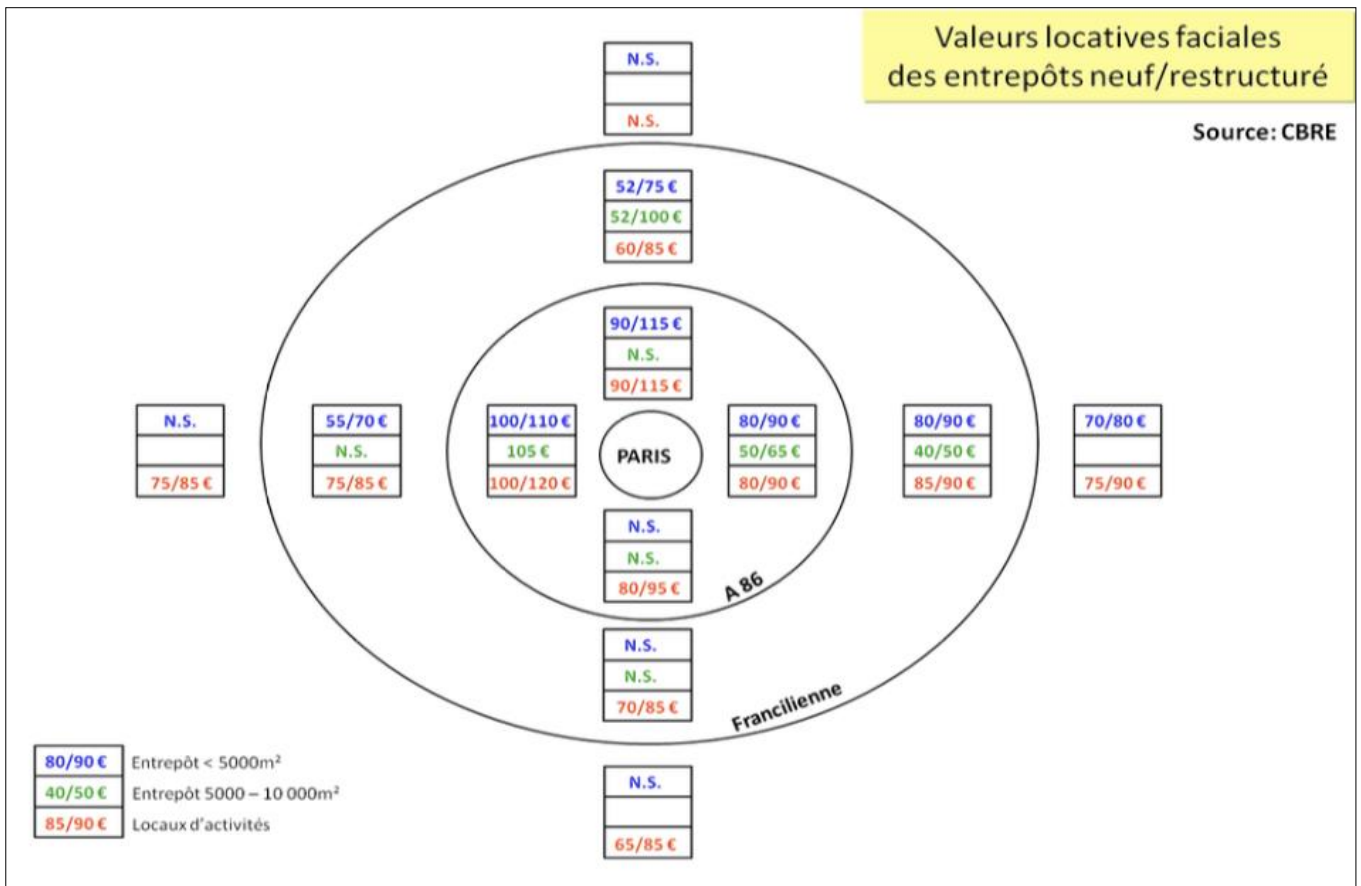 Valeurs locatives faciales
des entrepôts neuf/restructuré
Source: CBRE
N.S.
N.S.
52/75 €
52/100 €
60/85 €
90/115 €
N.S.
90/115 €
N.S.
75/85 €
55/70 €
N.S.
75/85 €
100/110 €
105 €
100/120 €
PARIS
80/90 €
50/65 €
80/90 €
80/90 €
40/50 €
85/90 €
70/80 €
75/90 €
N.S.
N.S.
80/95 €
A 86
N.S.
N.S.
70/85 €
Francilienne
N.S.
65/85 €
80/90 € Entrepôt < 5000m²
40/50 € Entrepôt 5000 – 10 000m²
85/90 € Locaux d'activités